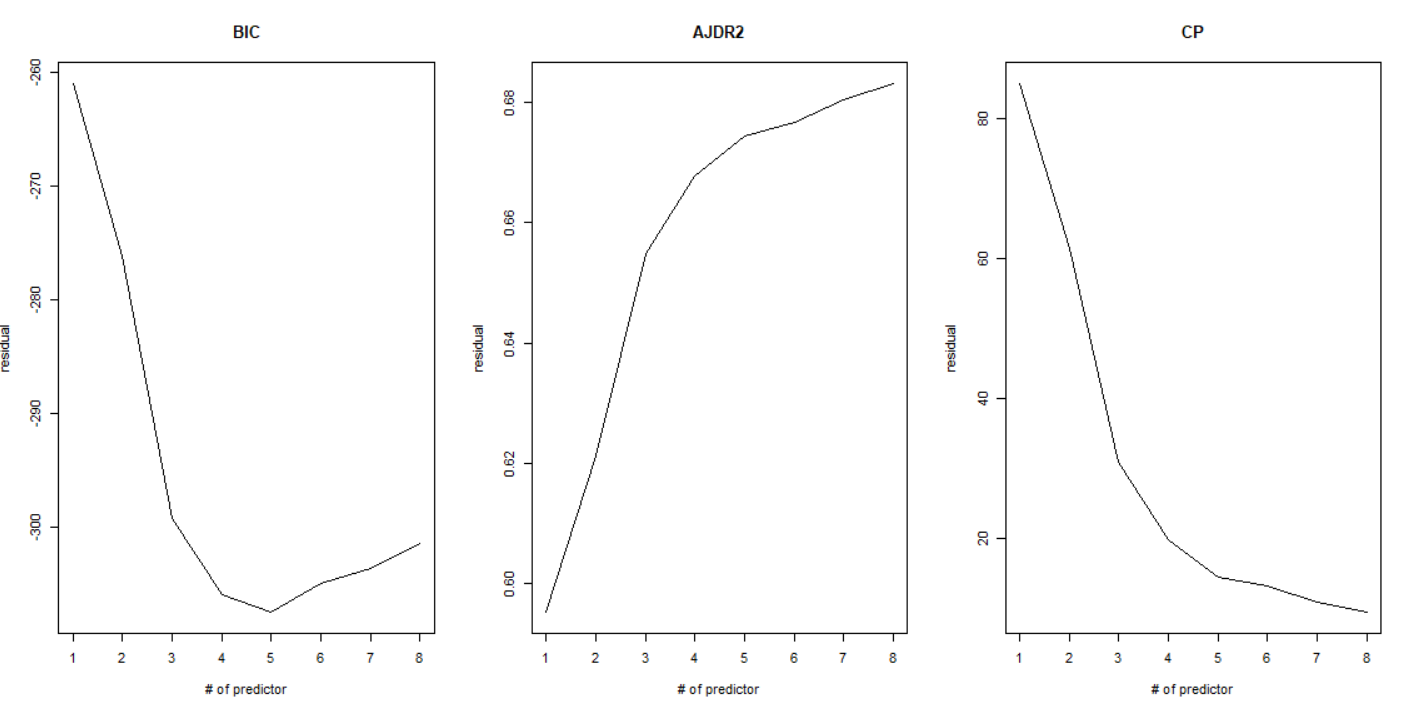 BIC
-260
-270
-280
-290
-300
residual
1 2 3 4 5 6 7 8
# of predictor
AJDR2
0.68
0.66
0.64
0.62
0.60
residual
1 2 3 4 5 6 7 8
# of predictor
CP
80
60
40
20
residual
1 2 3 4 5 6 7 8
# of predictor